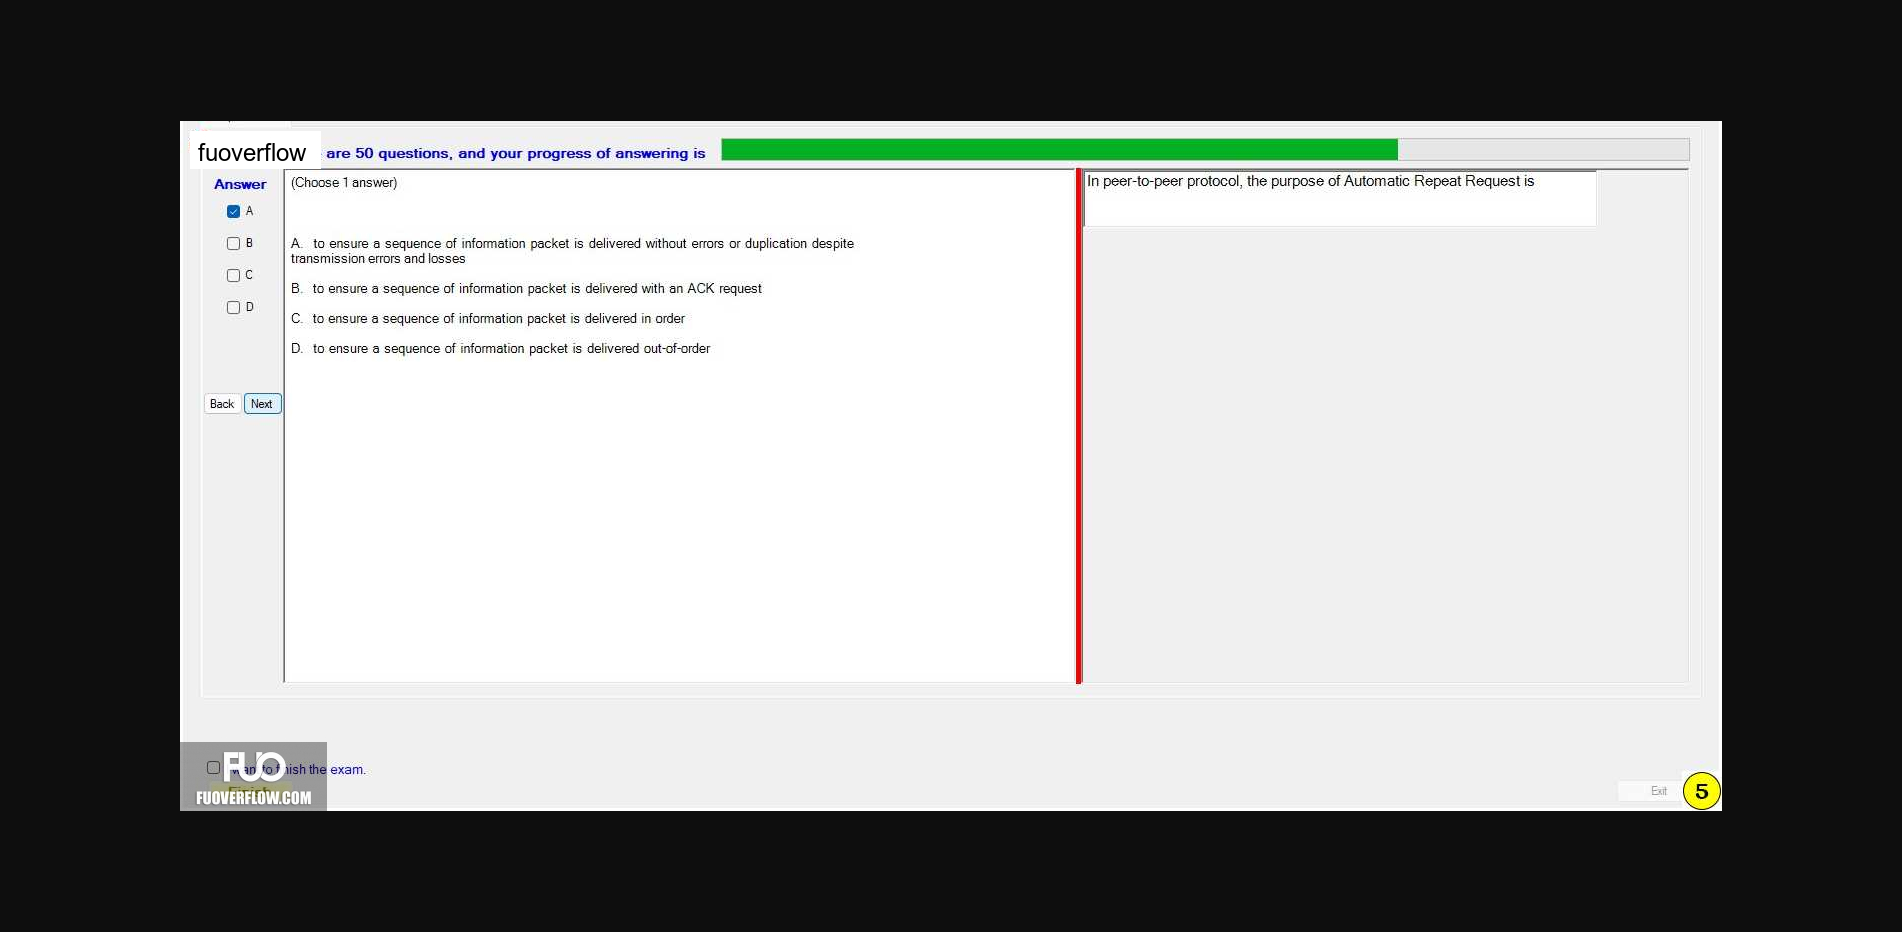 fuoverflow are 50 questions, and your progress of answering is
Answer
(Choose 1 answer)
In peer-to-peer protocol, the purpose of Automatic Repeat Request is
A
B
C
D
A. to ensure a sequence of information packet is delivered without errors or duplication despite
transmission errors and losses
B. to ensure a sequence of information packet is delivered with an ACK request
C. to ensure a sequence of information packet is delivered in order
D. to ensure a sequence of information packet is delivered out-of-order
Back Next
FUO
want to finish the exam.
Finish
FUOVERFLOW.COM
Exit
5